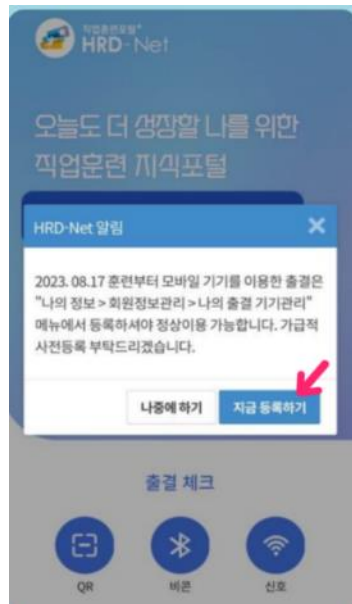 직업훈련포털
HRD-Net
오늘도 더 성장할 나를 위한
직업훈련 지식포털
HRD-Net 알림
2023. 08.17 훈련부터 모바일 기기를 이용한 출결은
"나의 정보 > 회원정보관리 > 나의 출결 기기관리"
메뉴에서 등록하셔야 정상이용 가능합니다. 가급적
사전등록 부탁드리겠습니다.
나중에 하기 지금 등록하기
출결 체크
QR 비콘 신호